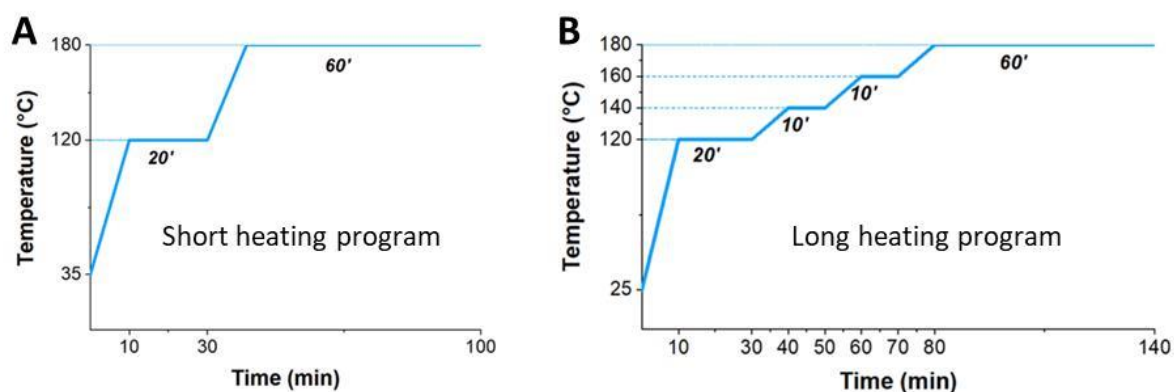 A
180
120
35
Temperature (°C)
20'
60'
Short heating program
10 30 100
Time (min)
B
180
160
140
120
25
Temperature (°C)
20'
10'
10'
60'
Long heating program
10 30 40 50 60 70 80 140
Time (min)